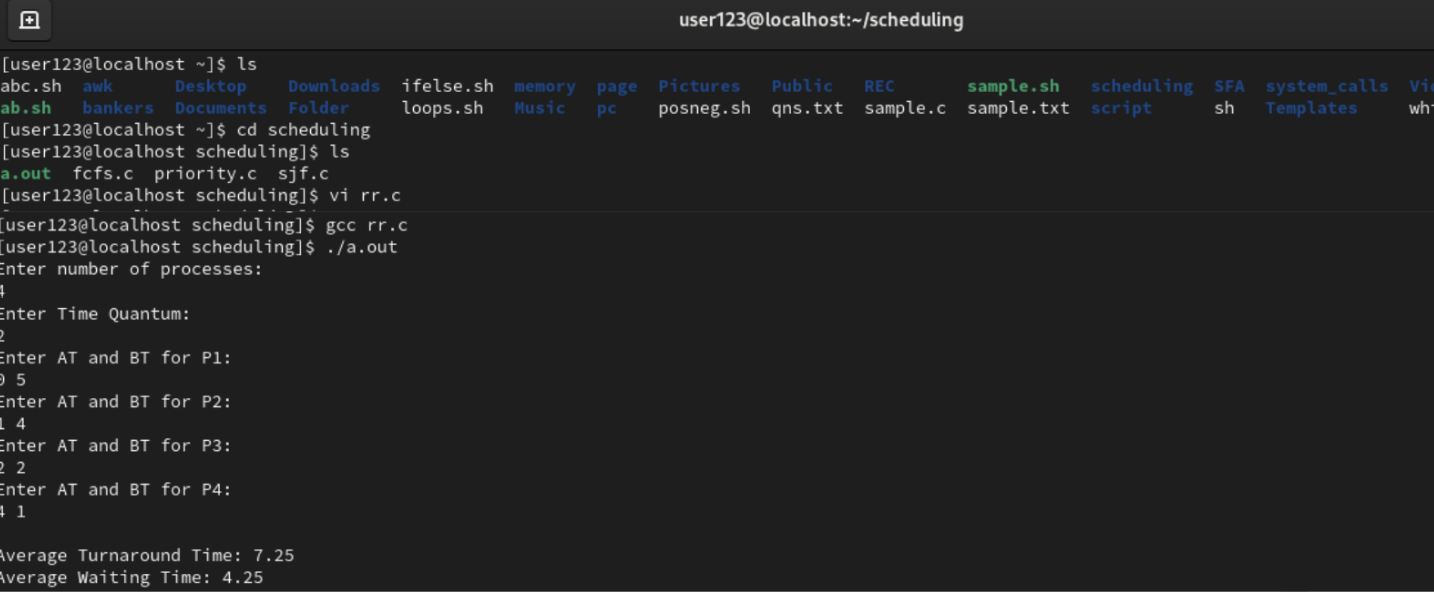 user123@localhost:~/scheduling
[user123@localhost ~]$ ls
abc.sh awk Desktop Downloads ifelse.sh memory page Pictures Public REC sample.sh scheduling SFA system_calls
ab.sh bankers Documents Folder loops.sh Music pc posneg.sh qns.txt sample.c sample.txt script sh Templates
[user123@localhost ~]$ cd scheduling
[user123@localhost scheduling]$ ls
a.out fcfs.c priority.c sjf.c
[user123@localhost scheduling]$ vi rr.c
[user123@localhost scheduling]$ gcc rr.c
[user123@localhost scheduling]$ ./a.out
Enter number of processes:
4
Enter Time Quantum:
2
Enter AT and BT for P1:
0 5
Enter AT and BT for P2:
1 4
Enter AT and BT for P3:
2 2
Enter AT and BT for P4:
4 1
Average Turnaround Time: 7.25
Average Waiting Time: 4.25